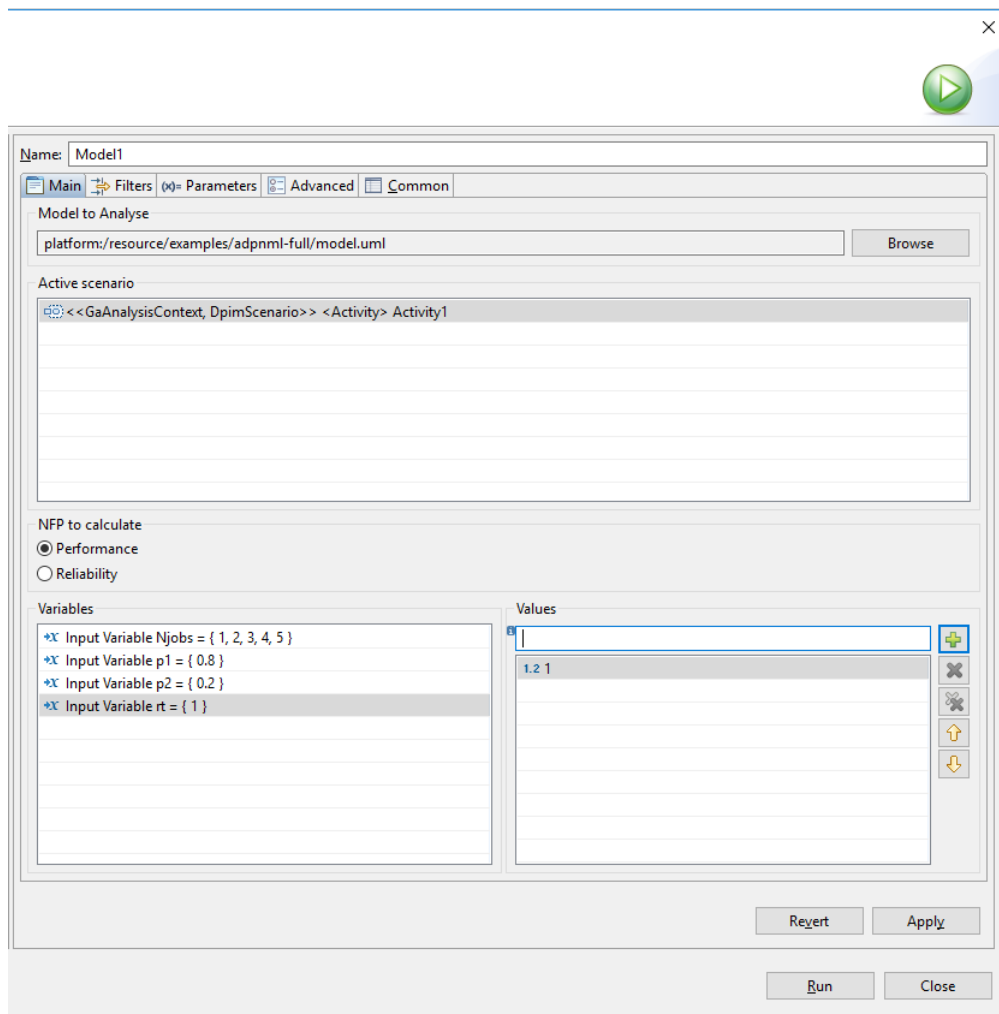 Name: Model1
Main Filters (x)= Parameters Advanced Common
Model to Analyse
platform:/resource/examples/adpnml-full/model.uml Browse
Active scenario
<<GaAnalysisContext, DpimScenario>> <Activity> Activity1
NFP to calculate
Performance
Reliability
Variables Values
→x Input Variable Njobs = { 1, 2, 3, 4, 5 }
→x Input Variable p1 = { 0.8 } 1.2 1
→x Input Variable p2 = { 0.2 }
→x Input Variable rt = { 1 }
Revert Apply
Run Close